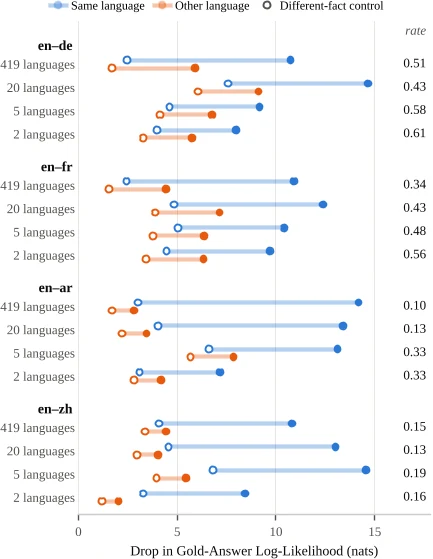 Same language Other language Different-fact control
rate
en–de
419 languages 0.51
20 languages 0.43
5 languages 0.58
2 languages 0.61
en–fr
419 languages 0.34
20 languages 0.43
5 languages 0.48
2 languages 0.56
en–ar
419 languages 0.10
20 languages 0.13
5 languages 0.33
2 languages 0.33
en–zh
419 languages 0.15
20 languages 0.13
5 languages 0.19
2 languages 0.16
0 5 10 15
Drop in Gold-Answer Log-Likelihood (nats)